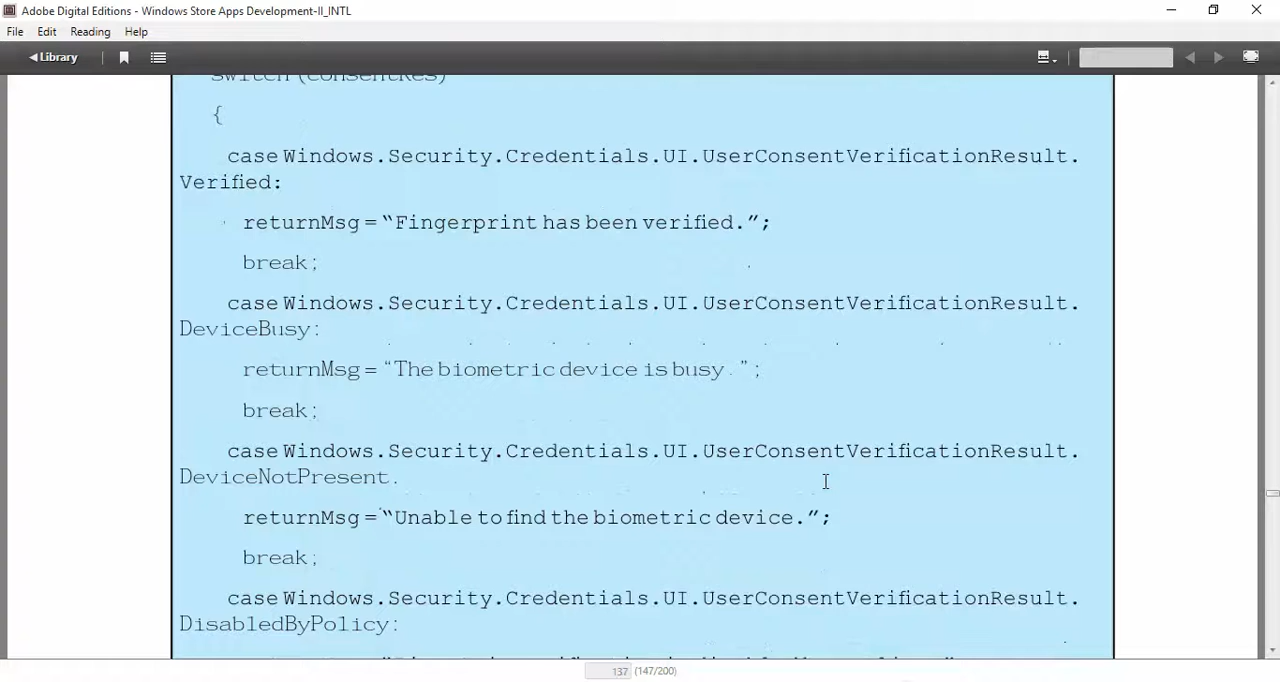 Adobe Digital Editions - Windows Store Apps Development-II_INTL
File Edit Reading Help
Library
switch (consentRes)
{
case Windows.Security.Credentials.UI.UserConsentVerificationResult.
Verified:
returnMsg = “Fingerprint has been verified.”;
break;
case Windows.Security.Credentials.UI.UserConsentVerificationResult.
DeviceBusy:
returnMsg = “The biometric device is busy.”;
break;
case Windows.Security.Credentials.UI.UserConsentVerificationResult.
DeviceNotPresent.
returnMsg = “Unable to find the biometric device.”;
break;
case Windows.Security.Credentials.UI.UserConsentVerificationResult.
DisabledByPolicy:
137 (147/200)